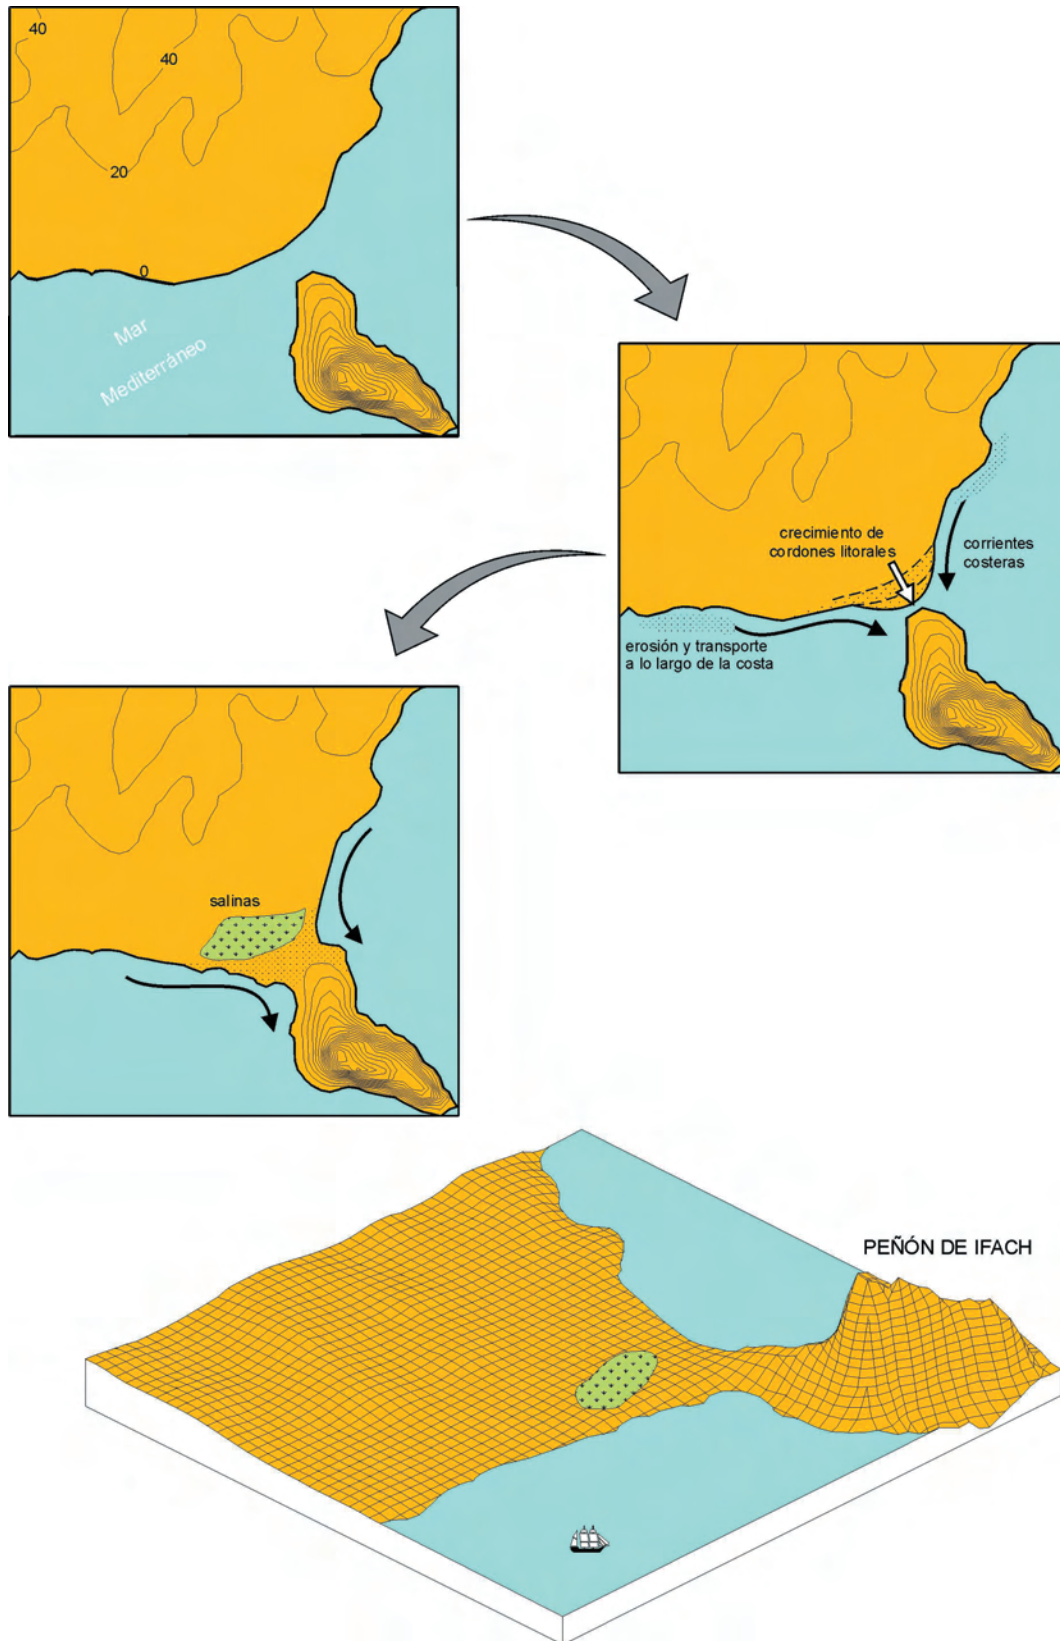 40
40
20
0
Mar
Mediterráneo
crecimiento de
cordones litorales
corrientes
costeras
erosión y transporte
a lo largo de la costa
salinas
PEÑÓN DE IFACH